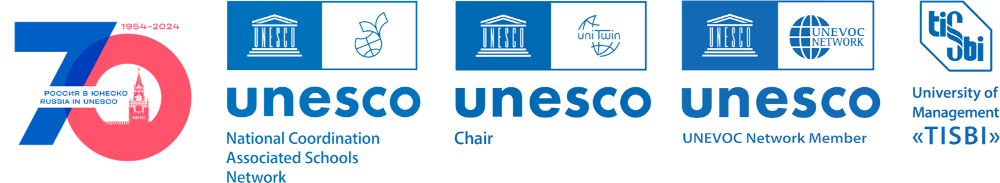 1954–2024
70
РОССИЯ В ЮНЕСКО
RUSSIA IN UNESCO
UNESCO
unesco
National Coordination
Associated Schools
Network
UNESCO
uniTwin
unesco
Chair
UNESCO
UNEVOC
NETWORK
unesco
UNEVOC Network Member
tisbi
University of
Management
«TISBI»